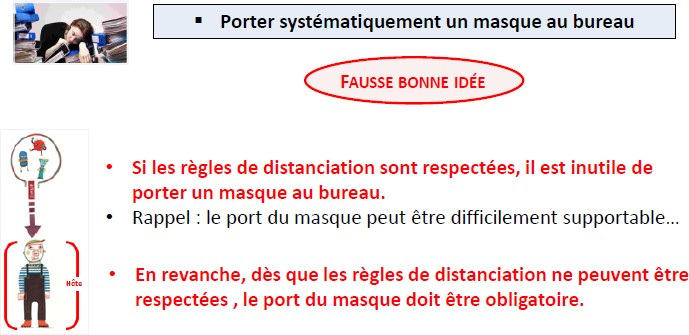 ▪ Porter systématiquement un masque au bureau
FAUSSE BONNE IDÉE
• Si les règles de distanciation sont respectées, il est inutile de
porter un masque au bureau.
• Rappel : le port du masque peut être difficilement supportable…
Hôte
• En revanche, dès que les règles de distanciation ne peuvent être
respectées , le port du masque doit être obligatoire.